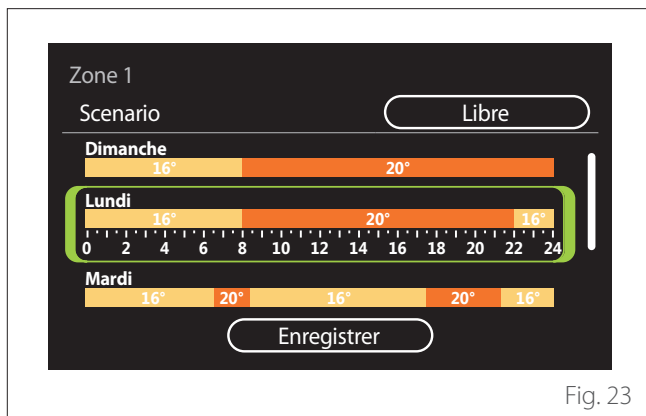 Zone 1
Scenario Libre
Dimanche
16° 20°
Lundi
16° 20° 16°
0 2 4 6 8 10 12 14 16 18 20 22 24
Mardi
16° 20° 16° 20° 16°
Enregistrer
Fig. 23